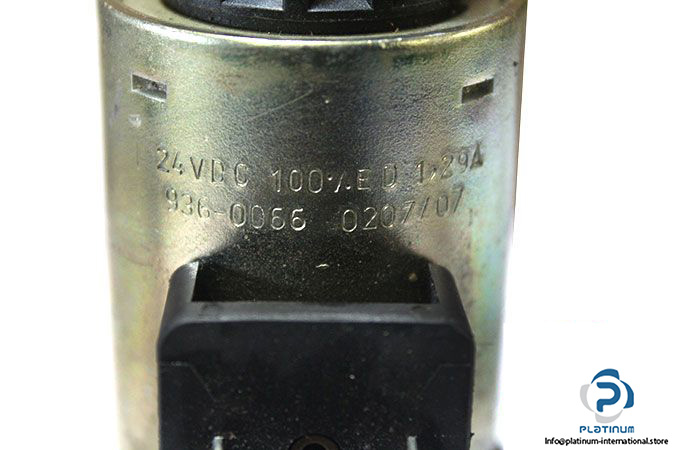 24VDC 100%ED 1,29A
936-0066 0207/07
PLATINUM
Info@platinum-international.store